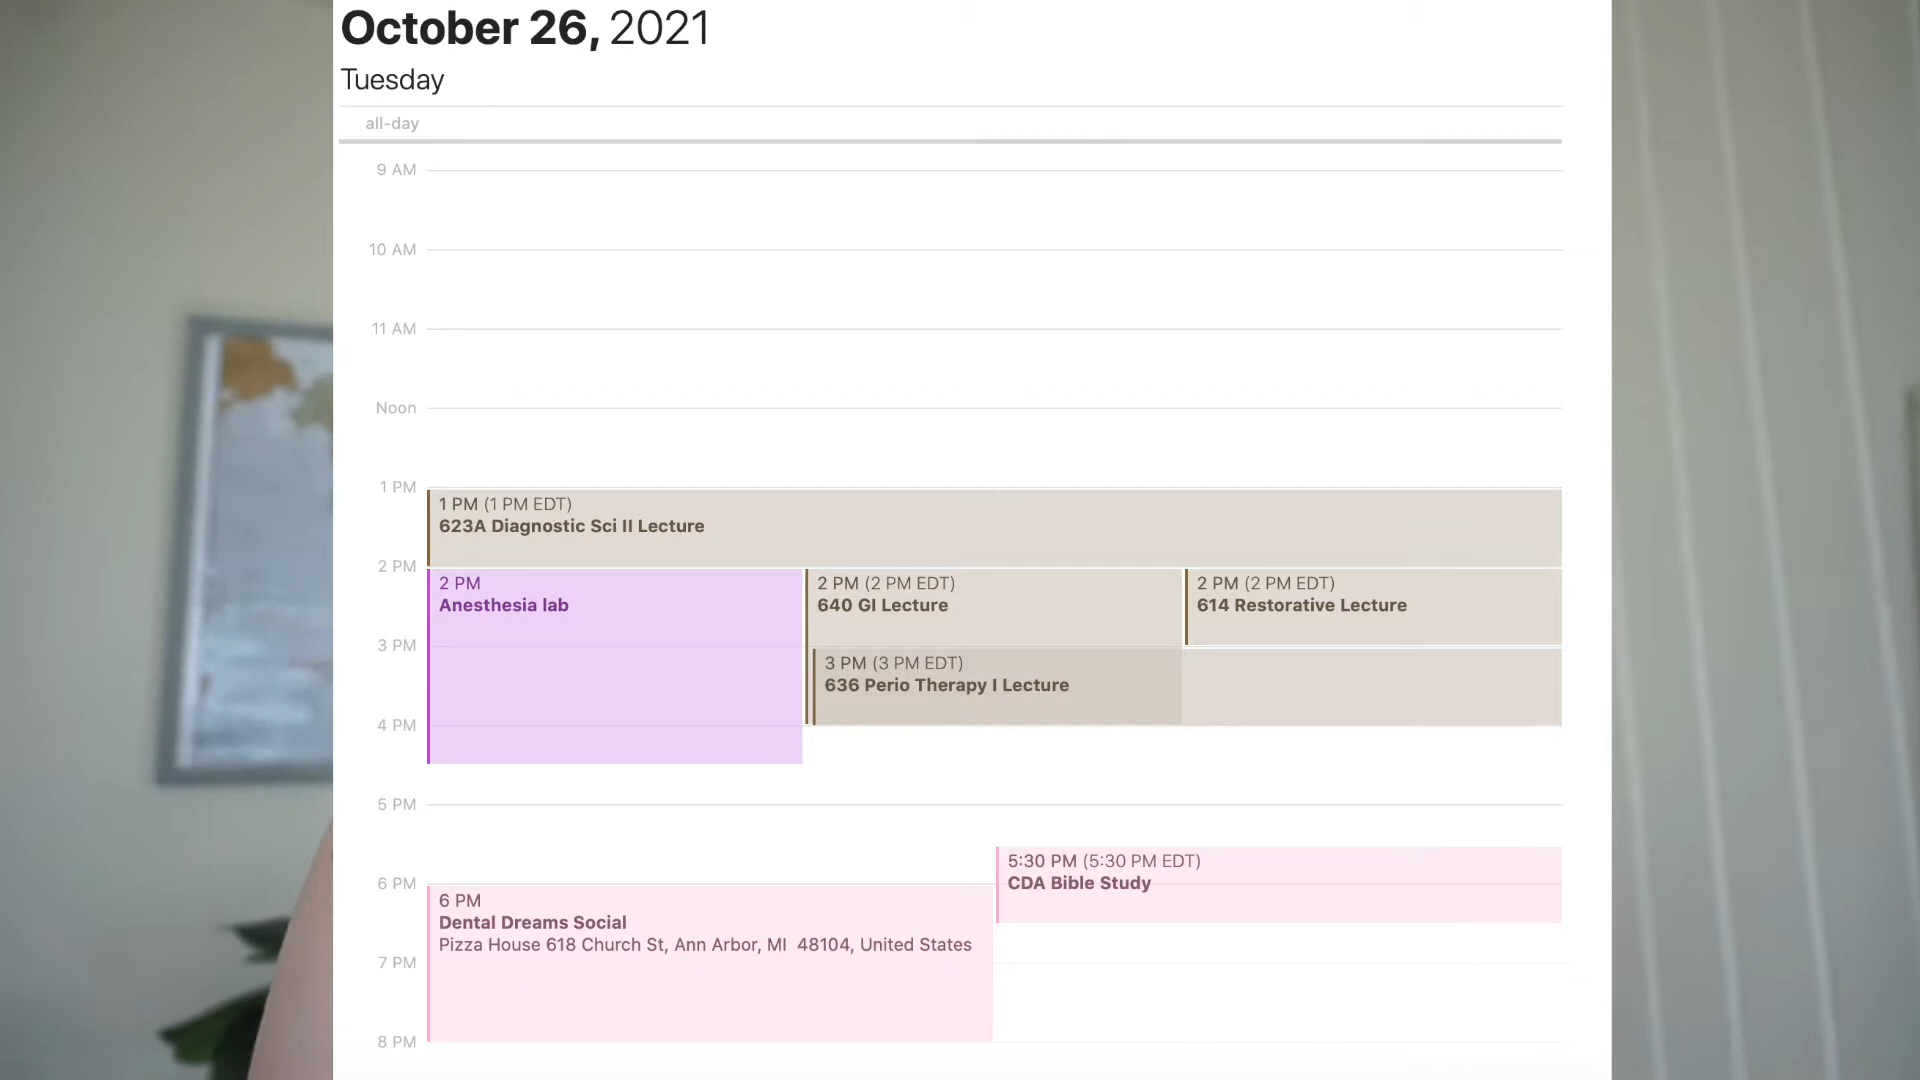 October 26, 2021
Tuesday
all-day
9 AM
10 AM
11 AM
Noon
1 PM
1 PM (1 PM EDT)
623A Diagnostic Sci II Lecture
2 PM
2 PM
Anesthesia lab
2 PM (2 PM EDT)
640 GI Lecture
2 PM (2 PM EDT)
614 Restorative Lecture
3 PM
3 PM (3 PM EDT)
636 Perio Therapy I Lecture
4 PM
5 PM
5:30 PM (5:30 PM EDT)
CDA Bible Study
6 PM
6 PM
Dental Dreams Social
Pizza House 618 Church St, Ann Arbor, MI 48104, United States
7 PM
8 PM